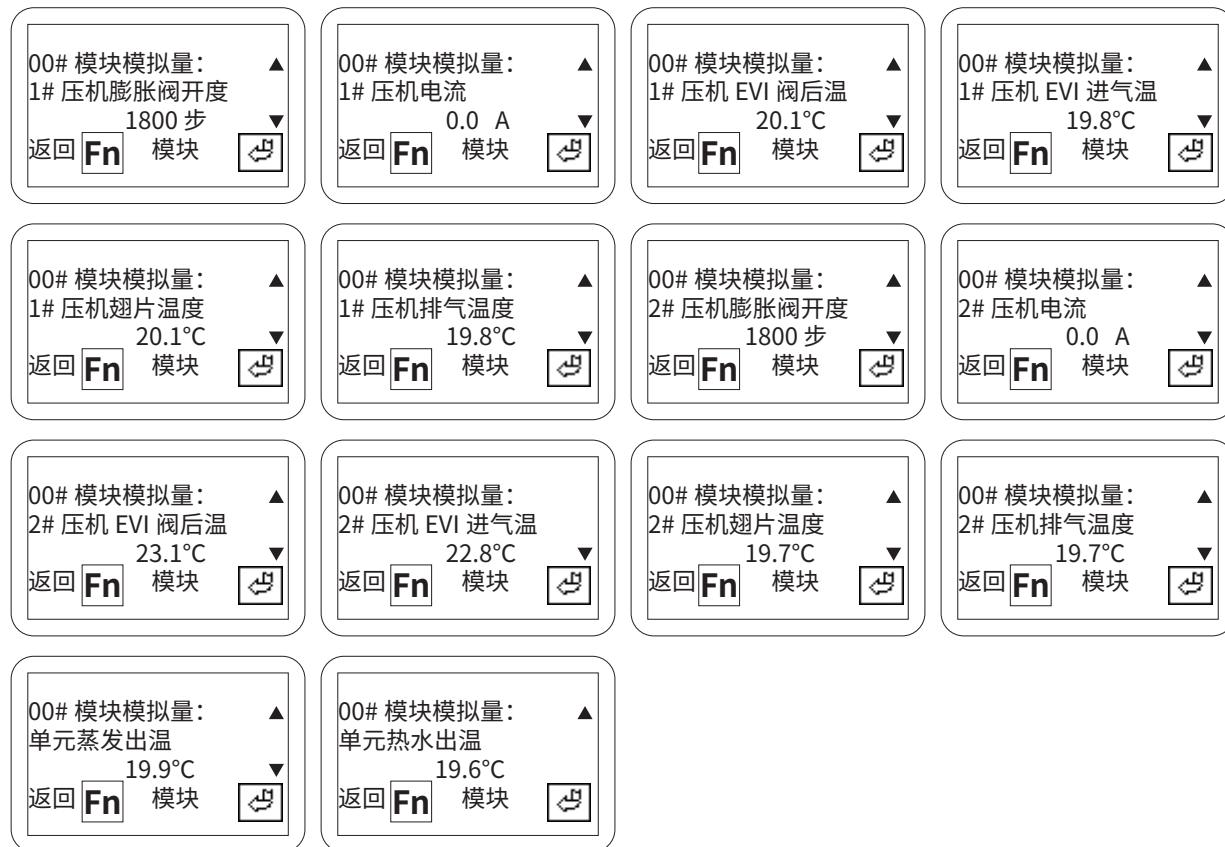 00# 模块模拟量： ▲
1# 压机膨胀阀开度
1800 步 ▼
返回 Fn 模块
00# 模块模拟量： ▲
1# 压机电流
0.0 A ▼
返回 Fn 模块
00# 模块模拟量： ▲
1# 压机 EVI 阀后温
20.1℃ ▼
返回 Fn 模块
00# 模块模拟量： ▲
1# 压机 EVI 进气温
19.8℃ ▼
返回 Fn 模块
00# 模块模拟量： ▲
1# 压机翅片温度
20.1℃ ▼
返回 Fn 模块
00# 模块模拟量： ▲
1# 压机排气温度
19.8℃ ▼
返回 Fn 模块
00# 模块模拟量： ▲
2# 压机膨胀阀开度
1800 步 ▼
返回 Fn 模块
00# 模块模拟量： ▲
2# 压机电流
0.0 A ▼
返回 Fn 模块
00# 模块模拟量： ▲
2# 压机 EVI 阀后温
23.1℃ ▼
返回 Fn 模块
00# 模块模拟量： ▲
2# 压机 EVI 进气温
22.8℃ ▼
返回 Fn 模块
00# 模块模拟量： ▲
2# 压机翅片温度
19.7℃ ▼
返回 Fn 模块
00# 模块模拟量： ▲
2# 压机排气温度
19.7℃ ▼
返回 Fn 模块
00# 模块模拟量： ▲
单元蒸发出温
19.9℃ ▼
返回 Fn 模块
00# 模块模拟量： ▲
单元热水出温
19.6℃
返回 Fn 模块